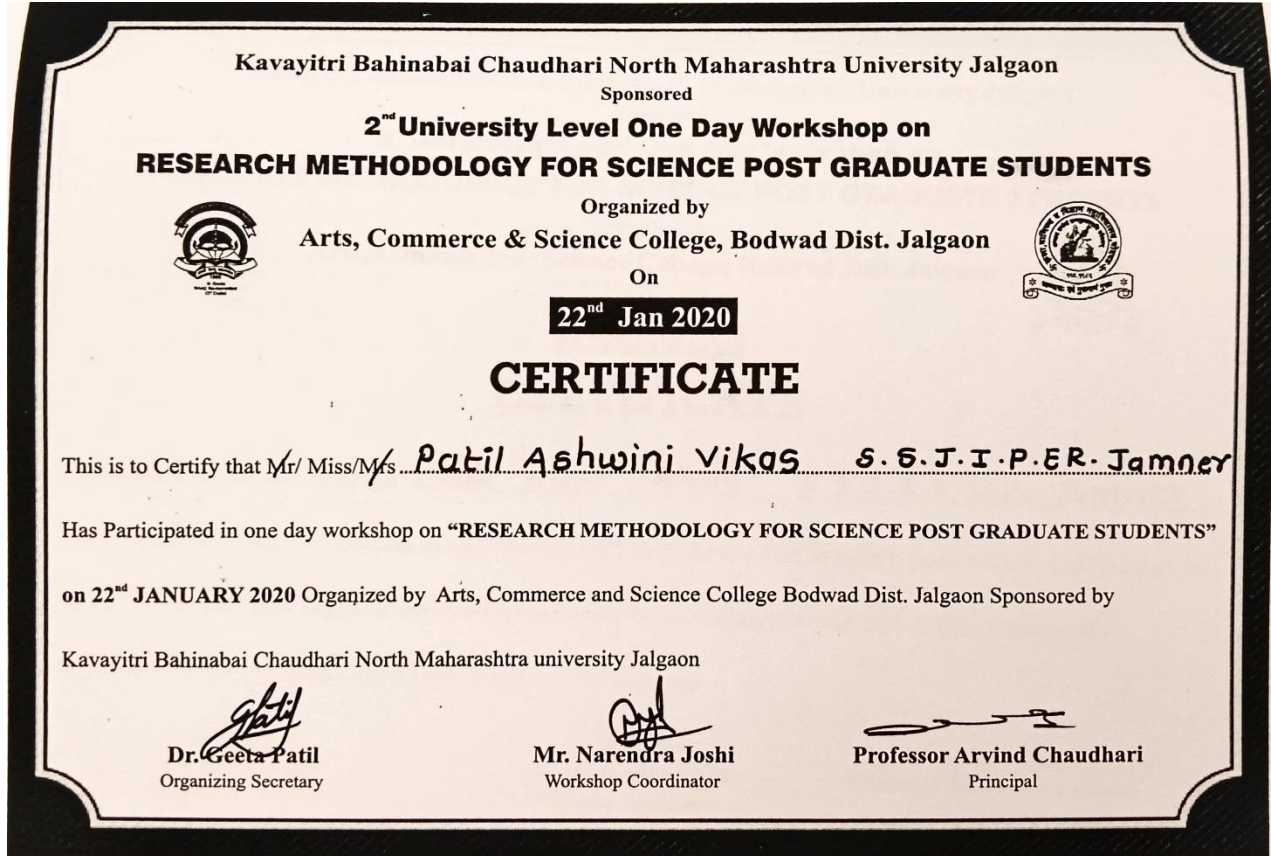 Kavayitri Bahinabai Chaudhari North Maharashtra University Jalgaon
Sponsored
2nd University Level One Day Workshop on
RESEARCH METHODOLOGY FOR SCIENCE POST GRADUATE STUDENTS
Organized by
Arts, Commerce & Science College, Bodwad Dist. Jalgaon
On
22nd Jan 2020
CERTIFICATE
This is to Certify that Mr/ Miss/Mrs Patil Ashwini Vikas S.S.J.I.P.ER. Jamner
Has Participated in one day workshop on “RESEARCH METHODOLOGY FOR SCIENCE POST GRADUATE STUDENTS”
on 22nd JANUARY 2020 Organized by Arts, Commerce and Science College Bodwad Dist. Jalgaon Sponsored by
Kavayitri Bahinabai Chaudhari North Maharashtra university Jalgaon
Dr. Geeta Patil Mr. Narendra Joshi Professor Arvind Chaudhari
Organizing Secretary Workshop Coordinator Principal